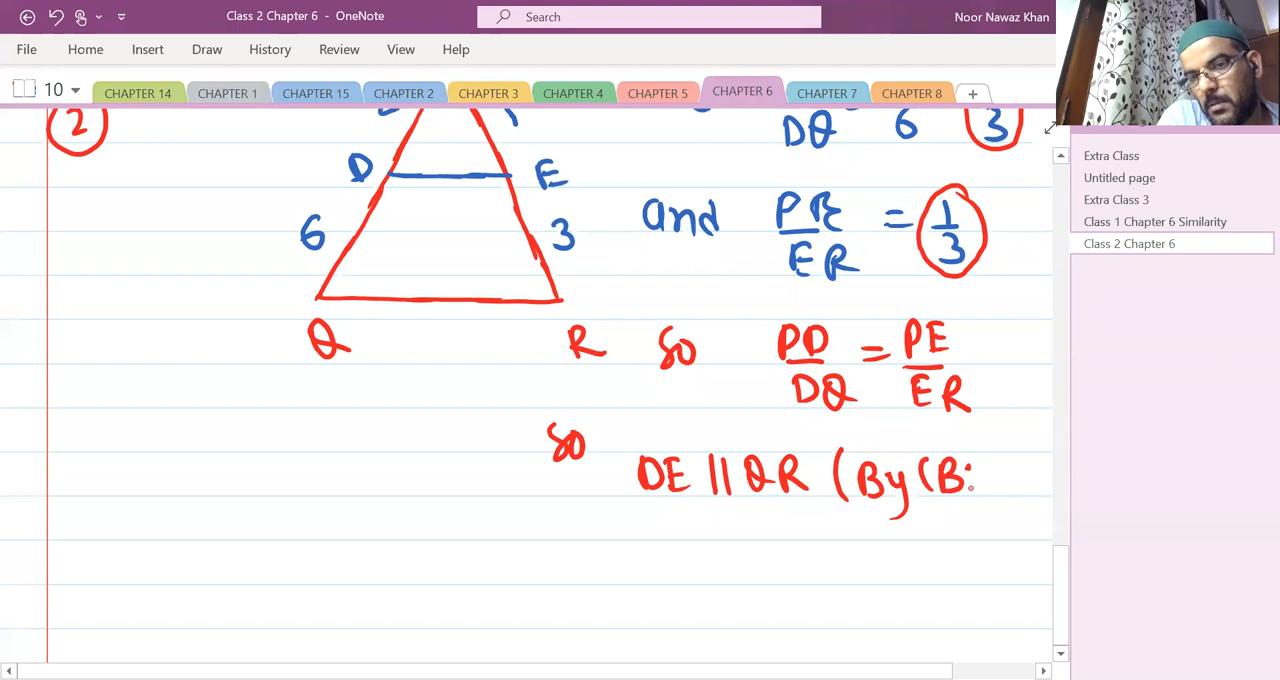 Class 2 Chapter 6 - OneNote
Search
Noor Nawaz Khan
File Home Insert Draw History Review View Help
10
CHAPTER 14 CHAPTER 1 CHAPTER 15 CHAPTER 2 CHAPTER 3 CHAPTER 4 CHAPTER 5 CHAPTER 6 CHAPTER 7 CHAPTER 8 +
Extra Class
Untitled page
Extra Class 3
Class 1 Chapter 6 Similarity
Class 2 Chapter 6
2
DQ 6 3
D E
6 3
and PE/ER = 1/3
Q R
so PD/DQ = PE/ER
so
DE || QR (By (B